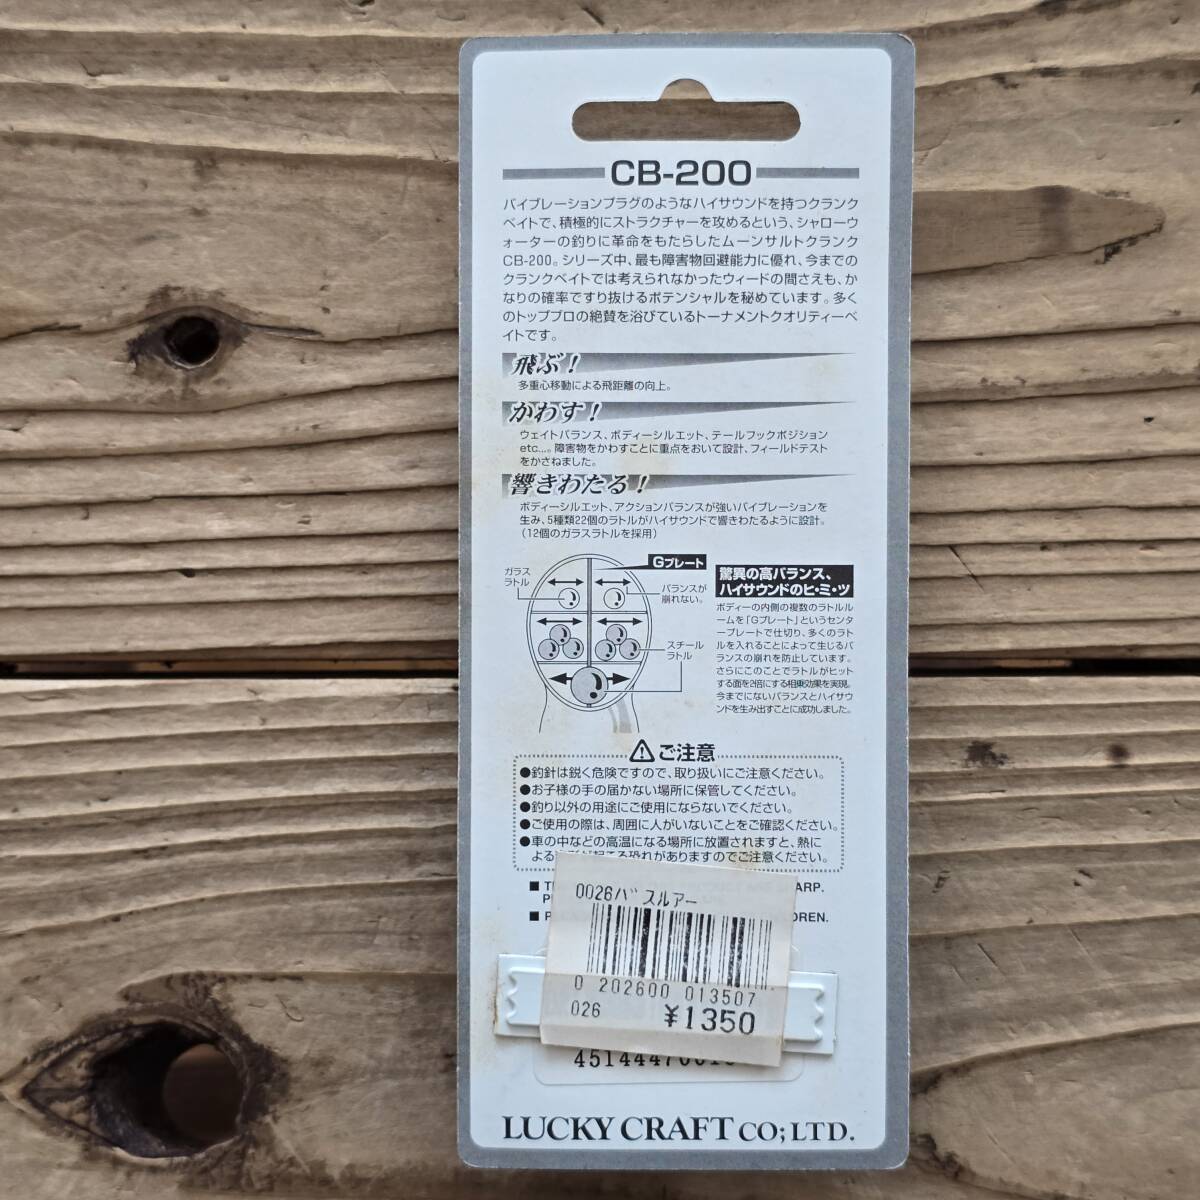 CB-200
バイブレーションプラグのようなハイサウンドを持つクランク
ベイトで、積極的にストラクチャーを攻めるという、シャローウ
ォーターの釣りに革命をもたらしたムーンサルトクランク
CB-200。シリーズ中、最も障害物回避能力に優れ、今までの
クランクベイトでは考えられなかったウィードの間さえも、か
なりの確率ですり抜けるポテンシャルを秘めています。多く
のトッププロの絶賛を浴びているトーナメントクオリティーベ
イトです。
飛ぶ！
多重心移動による飛距離の向上。
かわす！
ウェイトバランス、ボディーシルエット、テールフックポジション
etc...。障害物をかわすことに重点をおいて設計、フィールドテスト
をかさねました。
響きわたる！
ボディーシルエット、アクションバランスが強いバイブレーションを
生み、5種類22個のラトルがハイサウンドで響きわたるように設計。
（12個のガラスラトルを採用）
Gプレート
ガラス
ラトル
バランスが
崩れない。
スチール
ラトル
驚異の高バランス、
ハイサウンドのヒ・ミ・ツ
ボディーの内側の複数のラトルル
ームを「Gプレート」というセンタ
ープレートで仕切り、多くのラト
ルを入れることによって生じるバ
ランスの崩れを防止しています。
さらにこのことでラトルがヒット
する面を2倍にする相乗効果を実現。
今までにないバランスとハイサウ
ンドを生み出すことに成功しました。
ご注意
●釣針は鋭く危険ですので、取り扱いにご注意ください。
●お子様の手の届かない場所に保管してください。
●釣り以外の用途にご使用にならないでください。
●ご使用の際は、周囲に人がいないことをご確認ください。
●車の中などの高温になる場所に放置されますと、熱に
よる恐れがありますのでご注意ください。
0026バスルアー
0 202600 013507
026
¥1350
LUCKY CRAFT CO;LTD.